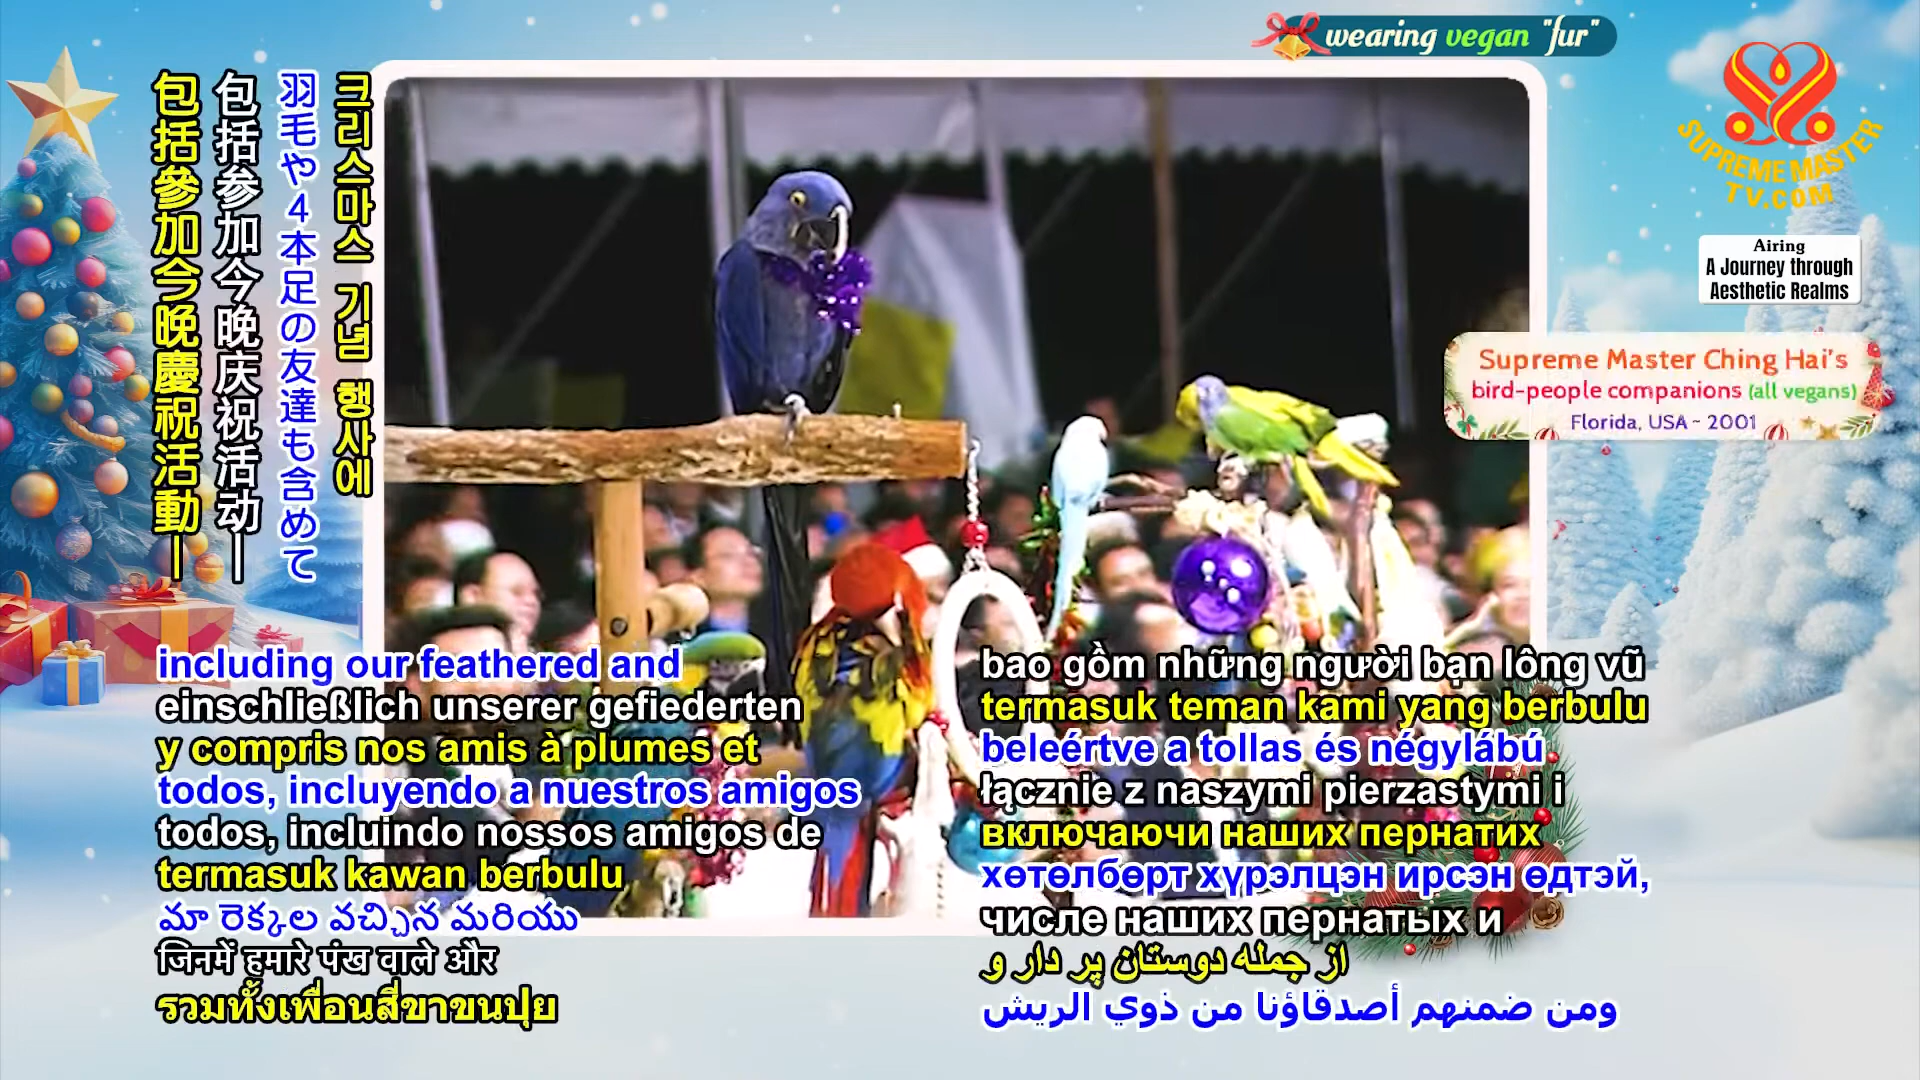 wearing vegan "fur"
SUPREME MASTER
TV.COM
Airing
A Journey through
Aesthetic Realms
Supreme Master Ching Hai's
bird-people companions (all vegans)
Florida, USA ~ 2001
크리스마스 기념 행사에
羽毛や4本足の友達も含めて
包括参加今晚庆祝活动—
包括參加今晚慶祝活動—
including our feathered and
einschließlich unserer gefiederten
y compris nos amis à plumes et
todos, incluyendo a nuestros amigos
todos, incluindo nossos amigos de
termasuk kawan berbulu
మా రెక్కల వచ్చిన మరియు
जिनमें हमारे पंख वाले और
รวมทั้งเพื่อนสี่ขาขนปุย
bao gồm những người bạn lông vũ
termasuk teman kami yang berbulu
beleértve a tollas és négylábú
łącznie z naszymi pierzastymi i
включаючи наших пернатих
хөтөлбөрт хүрэлцэн ирсэн өдтэй,
числе наших пернатых и
از جمله دوستان پر دار و
ومن ضمنهم أصدقاؤنا من ذوي الريش